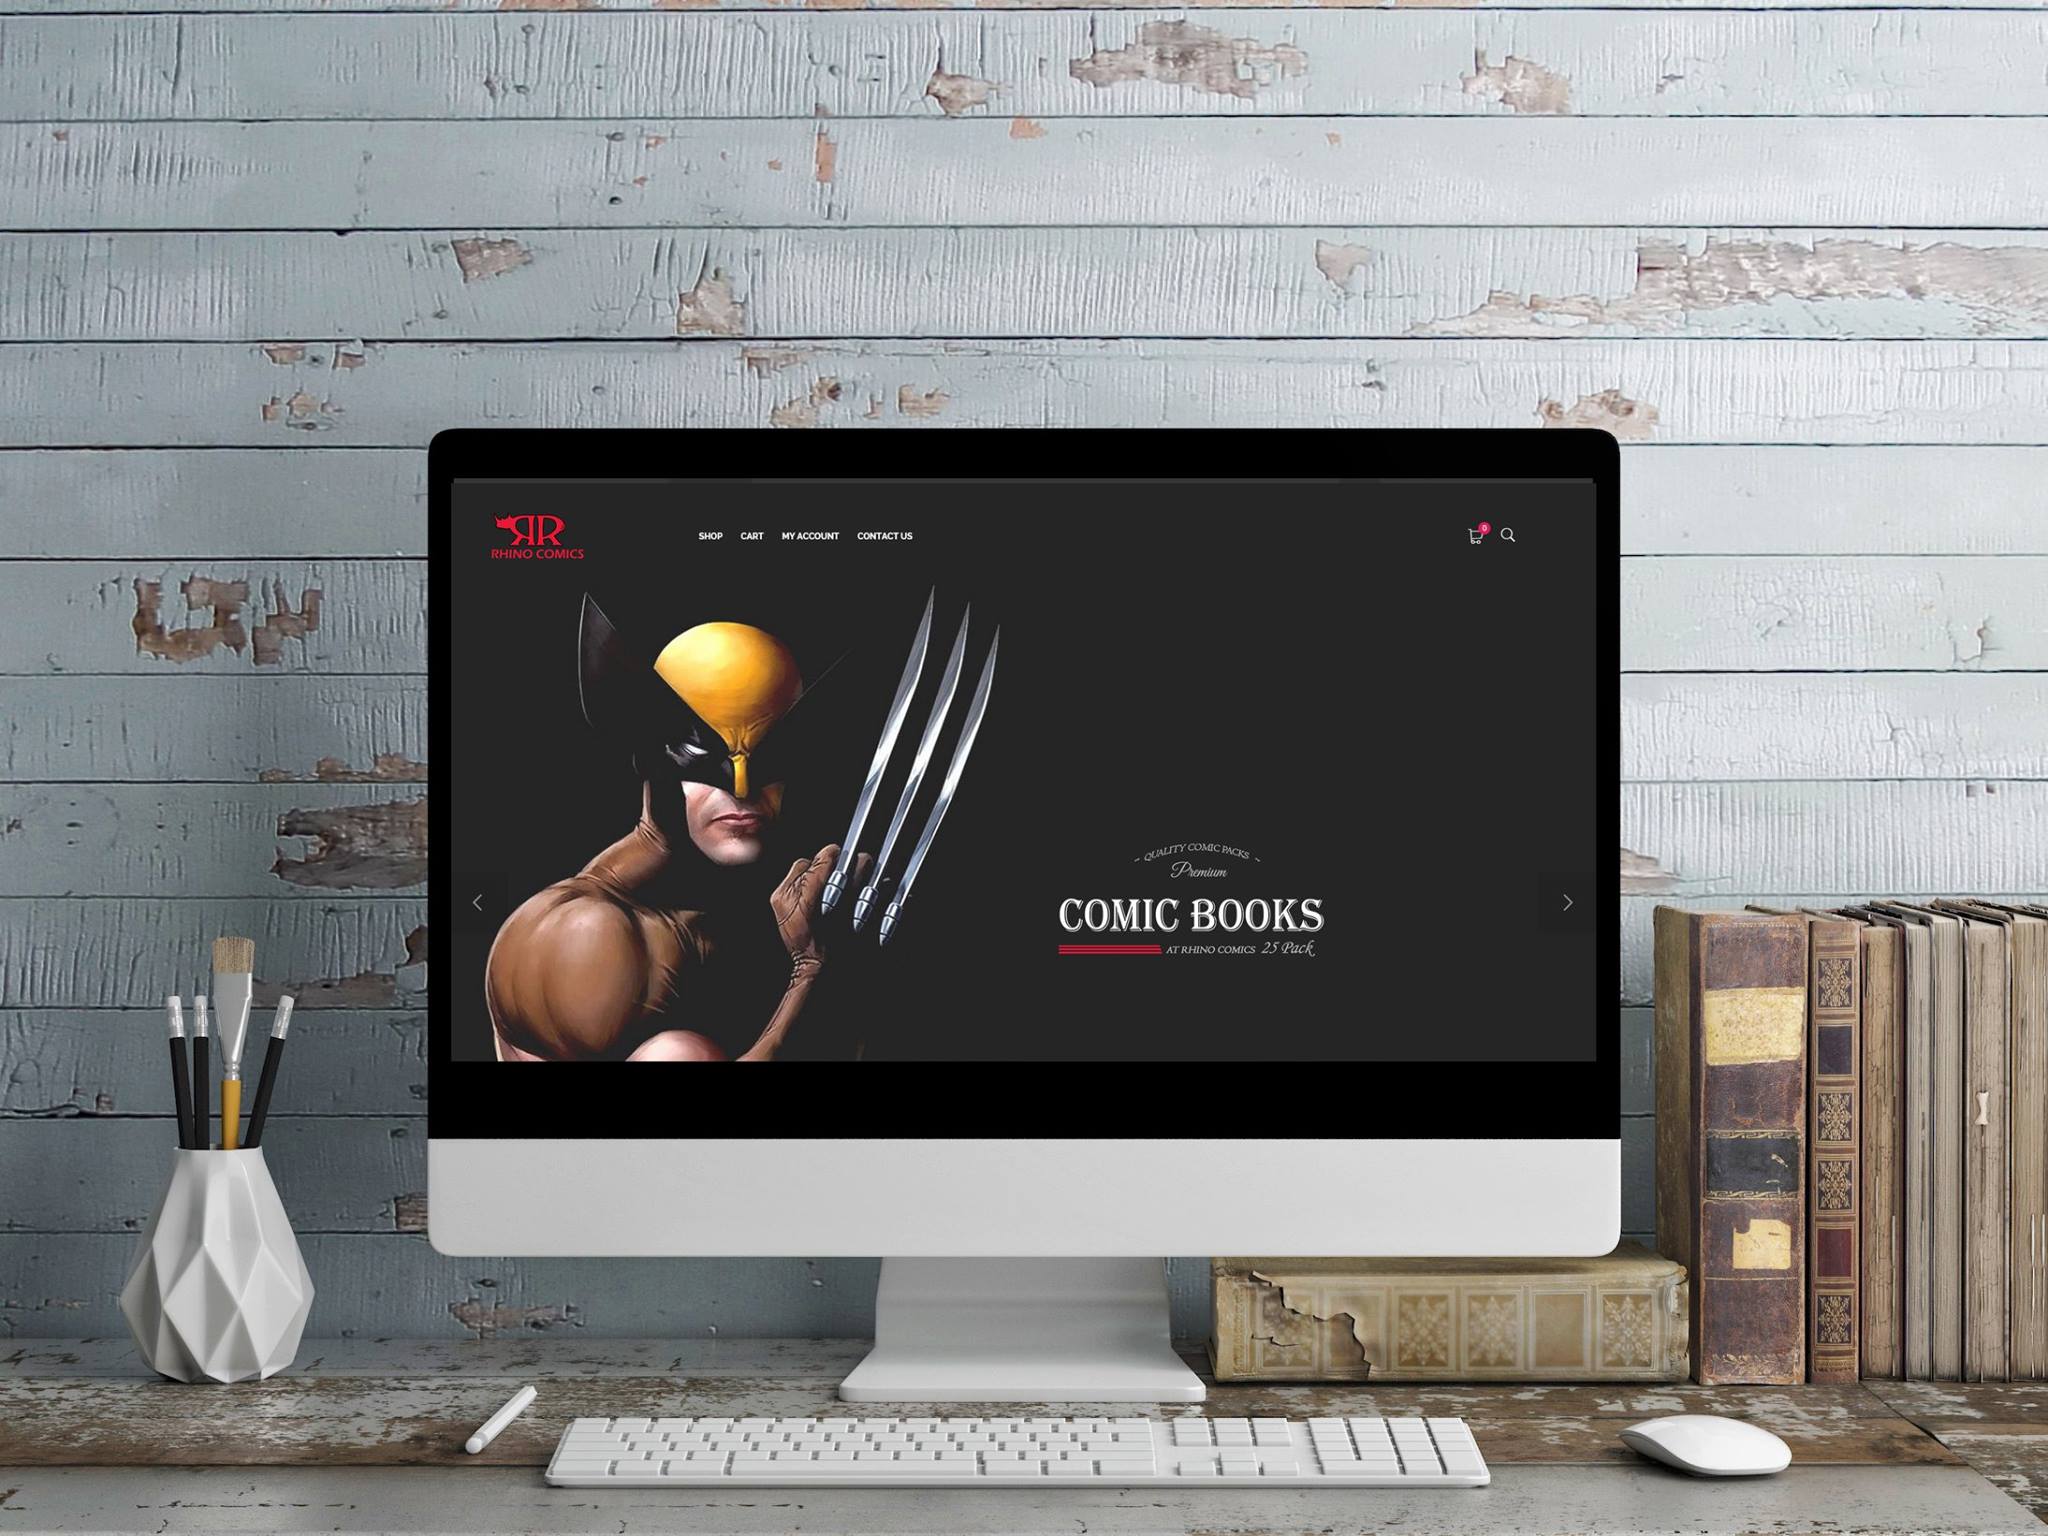 RR
RHINO COMICS
SHOP CART MY ACCOUNT CONTACT US
0
- QUALITY COMIC PACKS -
Premium
COMIC BOOKS
AT RHINO COMICS 25 Pack